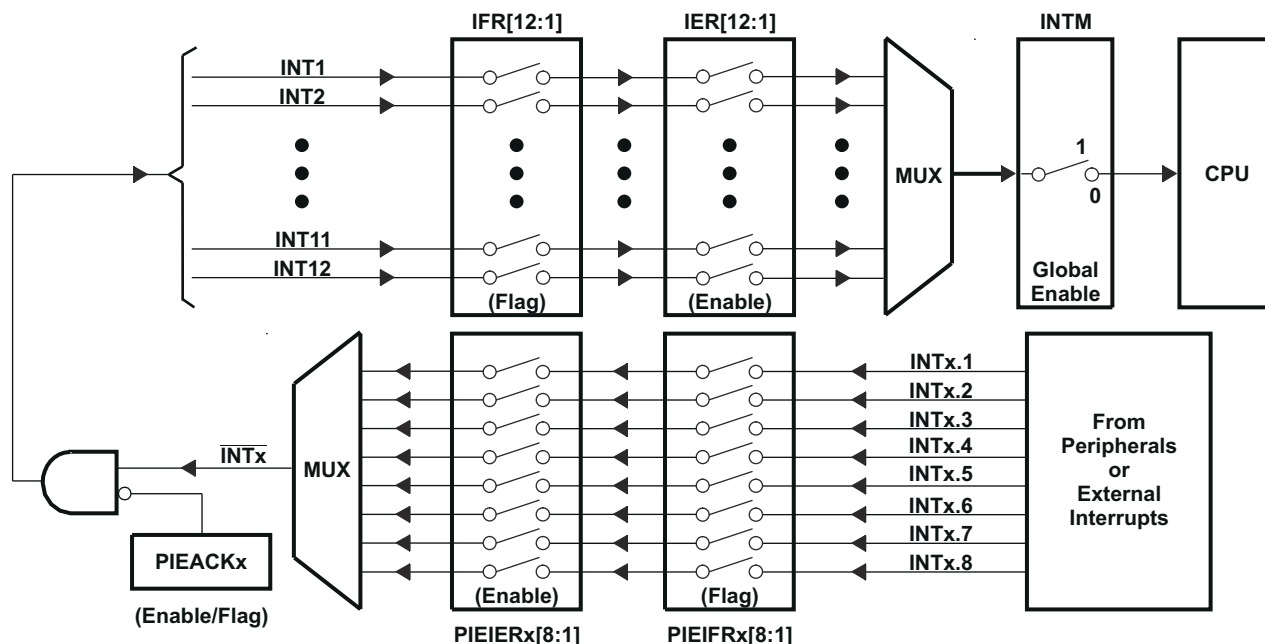 IFR[12:1]
IER[12:1]
INTM
INT1
INT2
INT11
INT12
(Flag)
(Enable)
MUX
1
0
Global
Enable
CPU
INTx.1
INTx.2
INTx.3
INTx.4
INTx.5
INTx.6
INTx.7
INTx.8
From
Peripherals
or
External
Interrupts
INTx
MUX
PIEACKx
(Enable/Flag)
(Enable)
(Flag)
PIEIERx[8:1]
PIEIFRx[8:1]